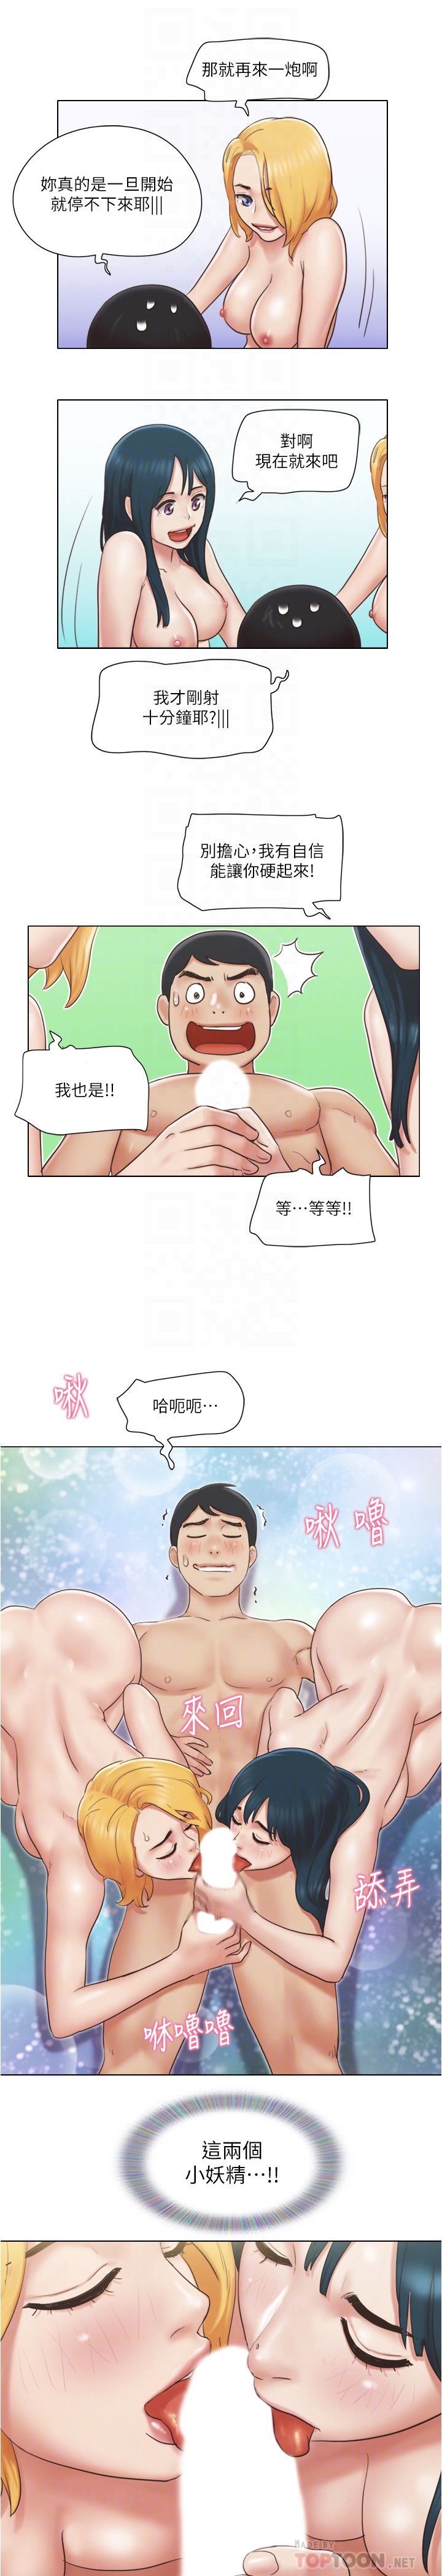 那就再來一炮啊
妳真的是一旦開始
就停不下來耶|||
對啊
現在就來吧
我才剛射
十分鐘耶?|||
別擔心,我有自信
能讓你硬起來!
我也是!!
等…等等!!
啾
哈呃呃…
啾嚕
來回
舔弄
咻嚕嚕
這兩個
小妖精…!!
MADE BY
TOPTOON.NET